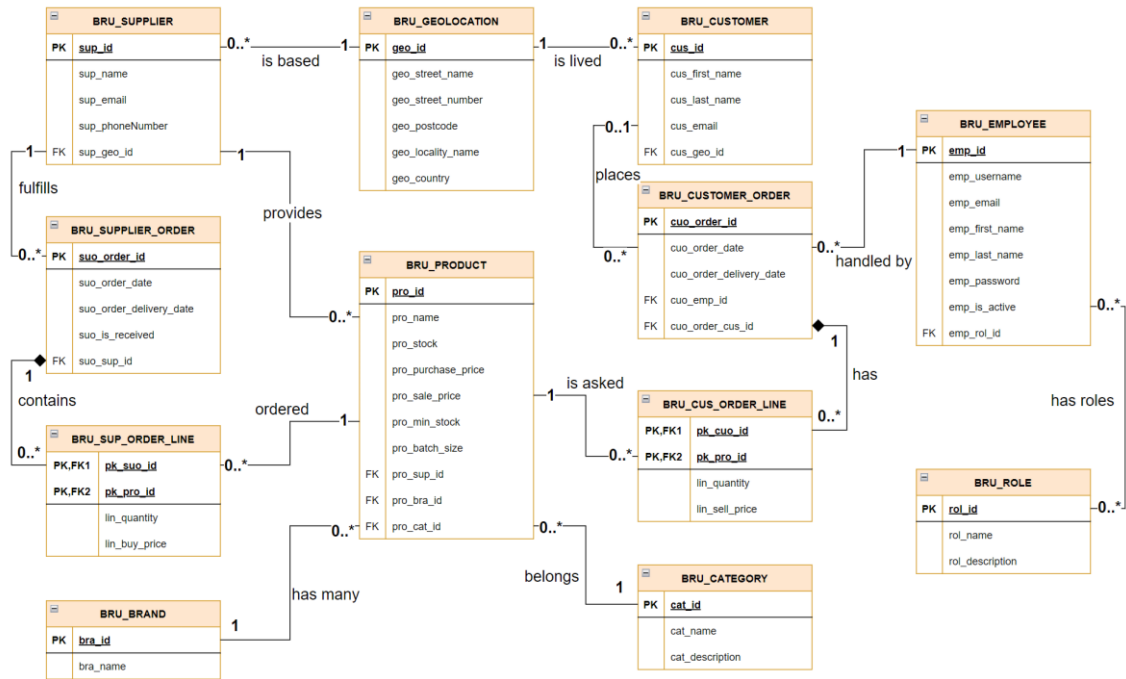 BRU_SUPPLIER
PK sup_id
sup_name
sup_email
sup_phoneNumber
FK sup_geo_id
0..*
is based
1
BRU_GEOLOCATION
PK geo_id
geo_street_name
geo_street_number
geo_postcode
geo_locality_name
geo_country
1
is lived
0..*
BRU_CUSTOMER
PK cus_id
cus_first_name
cus_last_name
cus_email
FK cus_geo_id
0..1
places
0..*
BRU_EMPLOYEE
PK emp_id
emp_username
emp_email
emp_first_name
emp_last_name
emp_password
emp_is_active
FK emp_rol_id
1
handled by
0..*
BRU_CUSTOMER_ORDER
PK cuo_order_id
cuo_order_date
cuo_order_delivery_date
FK cuo_emp_id
FK cuo_order_cus_id
1
fulfills
0..*
1
provides
0..*
BRU_SUPPLIER_ORDER
PK suo_order_id
suo_order_date
suo_order_delivery_date
suo_is_received
FK suo_sup_id
BRU_PRODUCT
PK pro_id
pro_name
pro_stock
pro_purchase_price
pro_sale_price
pro_min_stock
pro_batch_size
FK pro_sup_id
FK pro_bra_id
FK pro_cat_id
1
contains
0..*
ordered
1
0..*
1
is asked
0..*
1
has
0..*
0..*
has roles
0..*
BRU_SUP_ORDER_LINE
PK,FK1 pk_suo_id
PK,FK2 pk_pro_id
lin_quantity
lin_buy_price
BRU_CUS_ORDER_LINE
PK,FK1 pk_cuo_id
PK,FK2 pk_pro_id
lin_quantity
lin_sell_price
BRU_ROLE
PK rol_id
rol_name
rol_description
0..*
has many
1
0..*
belongs
1
BRU_BRAND
PK bra_id
bra_name
BRU_CATEGORY
PK cat_id
cat_name
cat_description